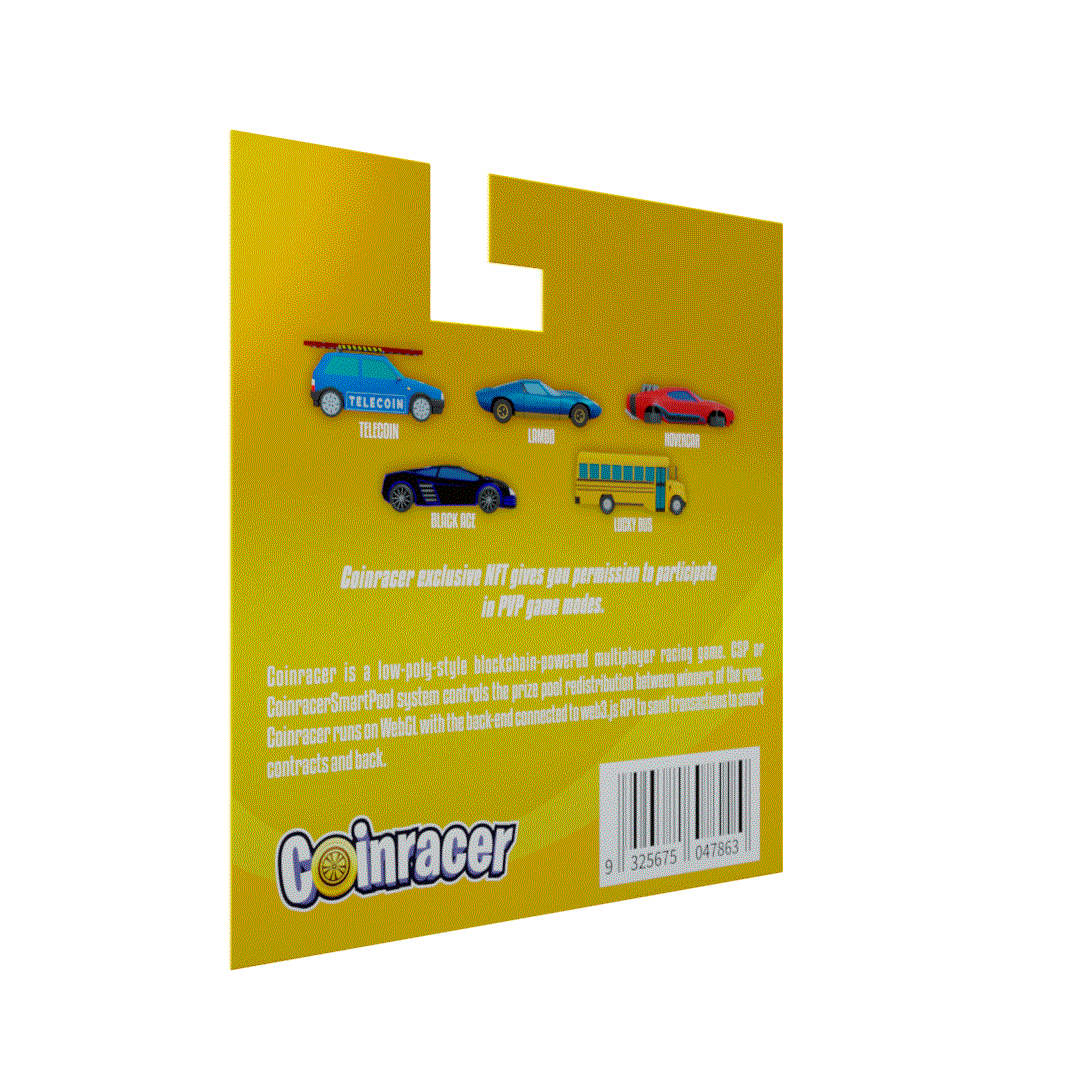 TELECOIN
TELECOIN
LAMBO
HOVERCAR
BLACK ACE
LUCKY BUS
Coinracer exclusive NFT gives you permission to participate
in PVP game modes.
Coinracer is a low-poly-style blockchain-powered multiplayer racing game. CSP or
CoinracerSmartPool system controls the prize pool redistribution between winners of the race.
Coinracer runs on WebGL with the back-end connected to web3.js API to send transactions to smart
contracts and back.
Coinracer
9 325675 047863